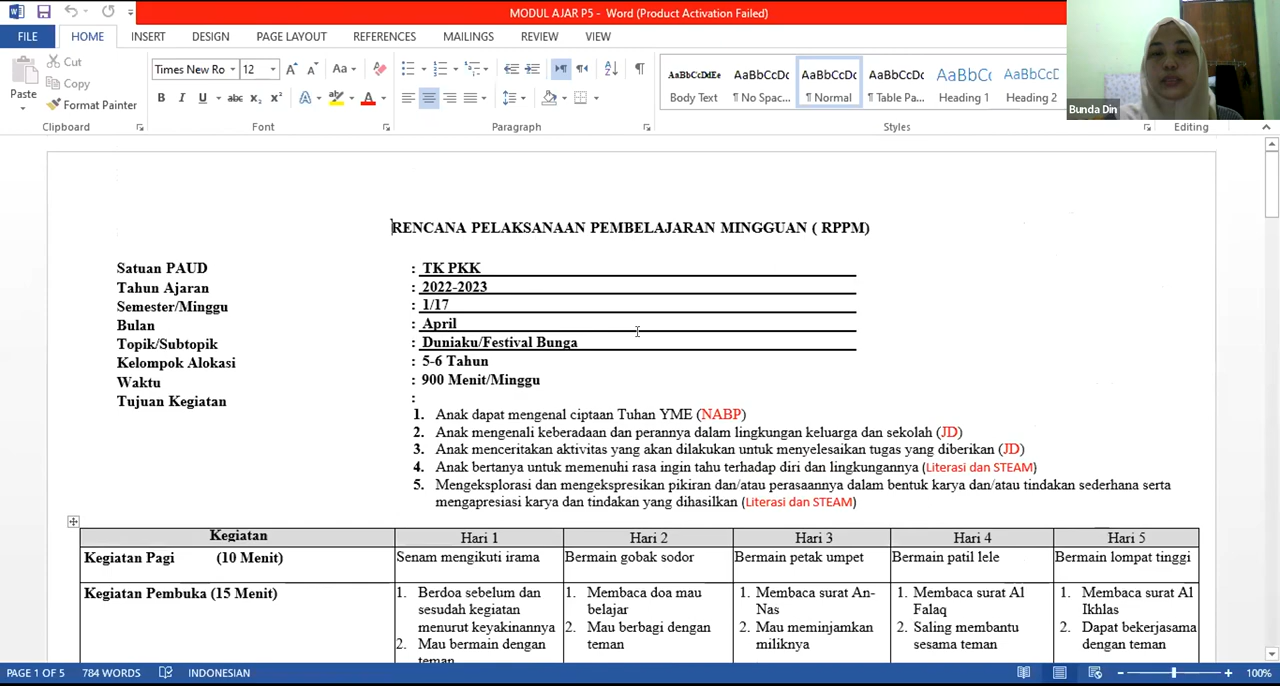 MODUL AJAR P5 - Word (Product Activation Failed)
FILE HOME INSERT DESIGN PAGE LAYOUT REFERENCES MAILINGS REVIEW VIEW
Cut
Copy
Format Painter
Paste
Times New Ro 12
AaBbCcDdEe AaBbCcDc AaBbCcDc AaBbCcDc AaBbC AaBbCcD
Body Text ¶ No Spac... ¶ Normal ¶ Table Pa... Heading 1 Heading 2
Clipboard Font Paragraph Styles Editing
Bunda Din
RENCANA PELAKSANAAN PEMBELAJARAN MINGGUAN ( RPPM)
Satuan PAUD : TK PKK
Tahun Ajaran : 2022-2023
Semester/Minggu : 1/17
Bulan : April
Topik/Subtopik : Duniaku/Festival Bunga
Kelompok Alokasi : 5-6 Tahun
Waktu : 900 Menit/Minggu
Tujuan Kegiatan :
1. Anak dapat mengenal ciptaan Tuhan YME (NABP)
2. Anak mengenali keberadaan dan perannya dalam lingkungan keluarga dan sekolah (JD)
3. Anak menceritakan aktivitas yang akan dilakukan untuk menyelesaikan tugas yang diberikan (JD)
4. Anak bertanya untuk memenuhi rasa ingin tahu terhadap diri dan lingkungannya (Literasi dan STEAM)
5. Mengeksplorasi dan mengekspresikan pikiran dan/atau perasaannya dalam bentuk karya dan/atau tindakan sederhana serta
mengapresiasi karya dan tindakan yang dihasilkan (Literasi dan STEAM)
Kegiatan Hari 1 Hari 2 Hari 3 Hari 4 Hari 5
Kegiatan Pagi (10 Menit) Senam mengikuti irama Bermain gobak sodor Bermain petak umpet Bermain patil lele Bermain lompat tinggi
Kegiatan Pembuka (15 Menit)
1. Berdoa sebelum dan
sesudah kegiatan
menurut keyakinannya
2. Mau bermain dengan
teman
1. Membaca doa mau
belajar
2. Mau berbagi dengan
teman
1. Membaca surat An-
Nas
2. Mau meminjamkan
miliknya
1. Membaca surat Al
Falaq
2. Saling membantu
sesama teman
1. Membaca surat Al
Ikhlas
2. Dapat bekerjasama
dengan teman
PAGE 1 OF 5 784 WORDS INDONESIAN 100%